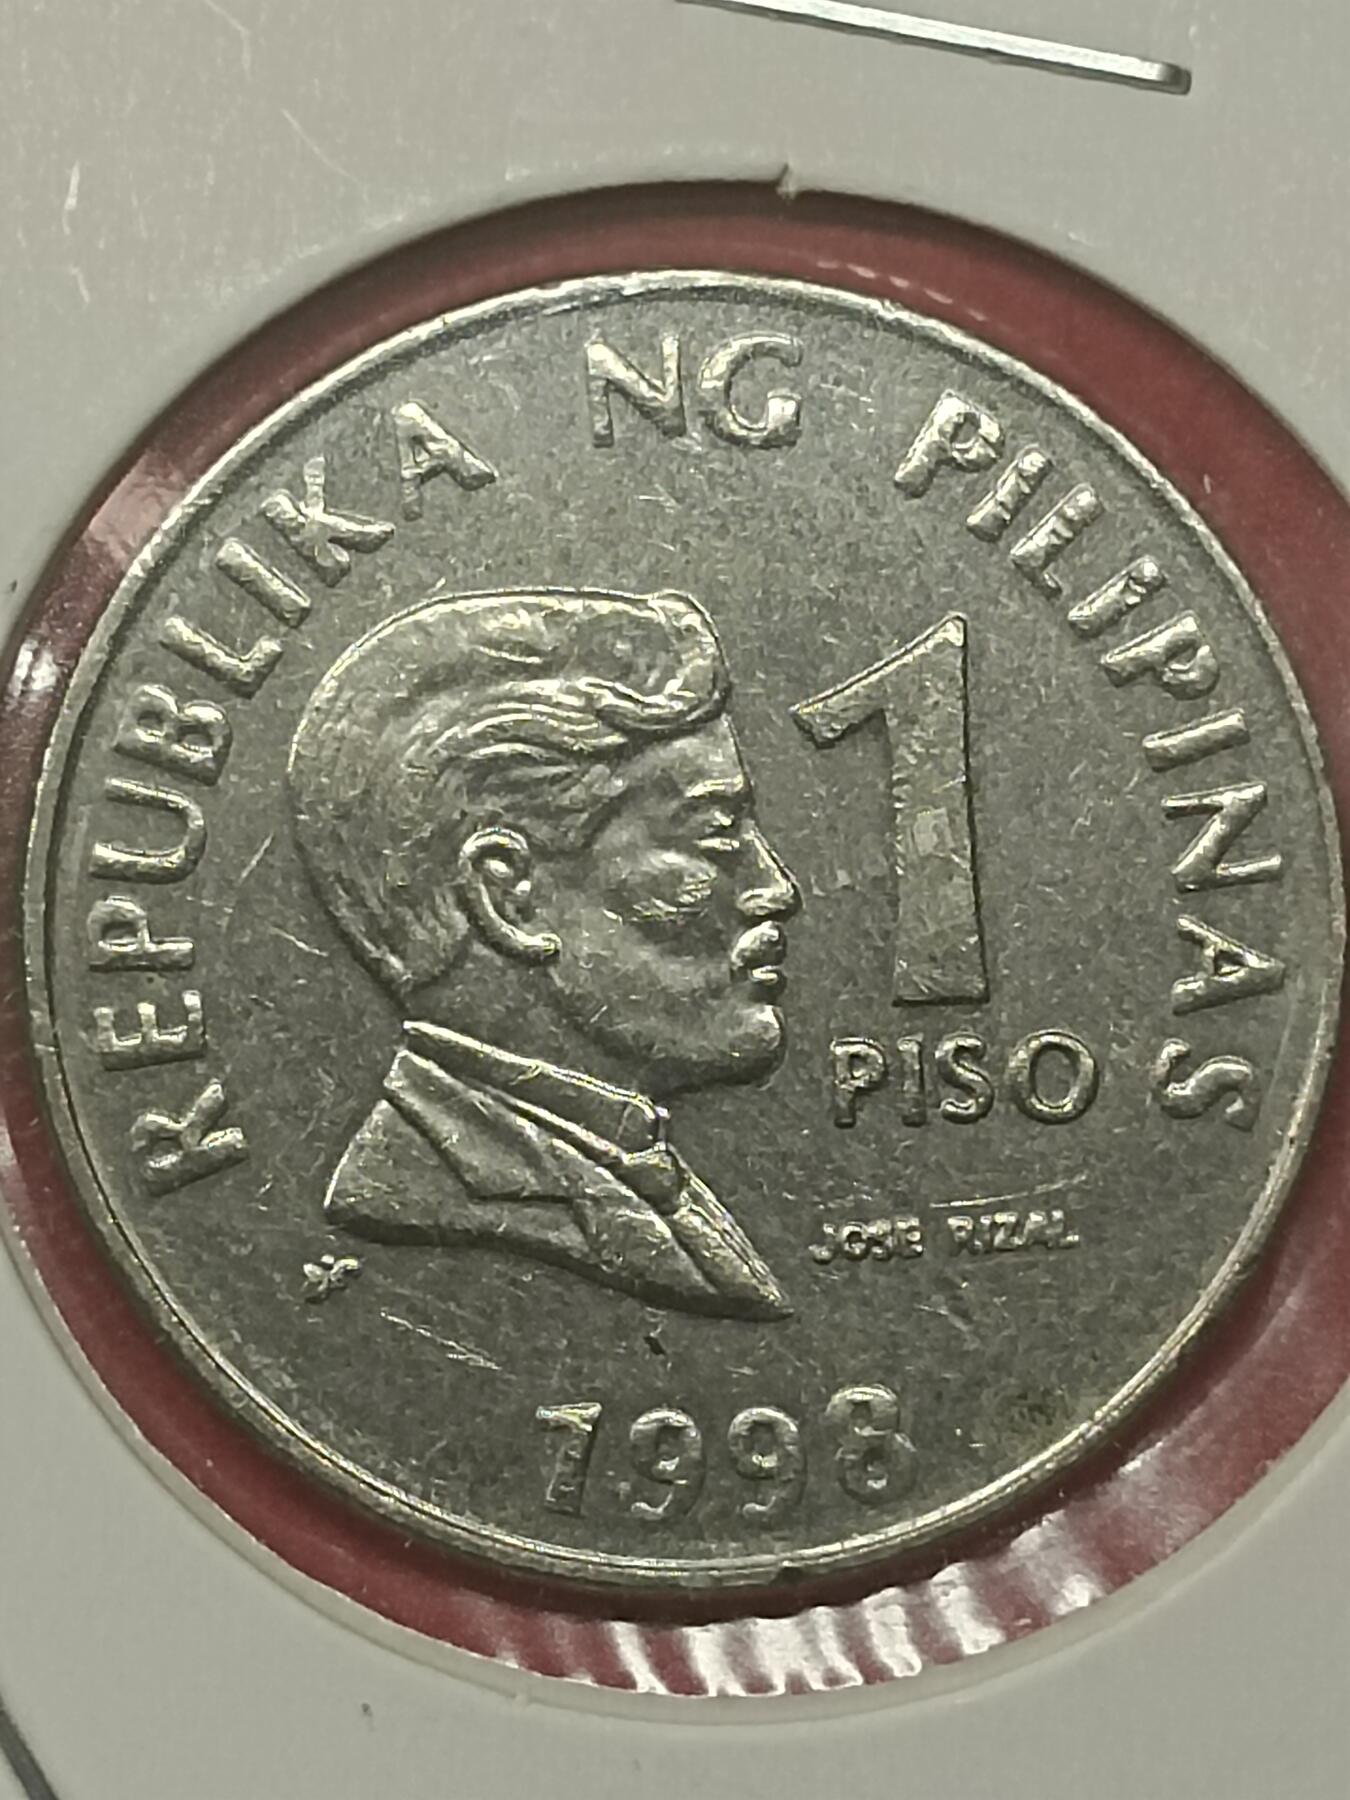 REPUBLIKA NG PILIPINAS
1
PISO
JOSE RIZAL
1998